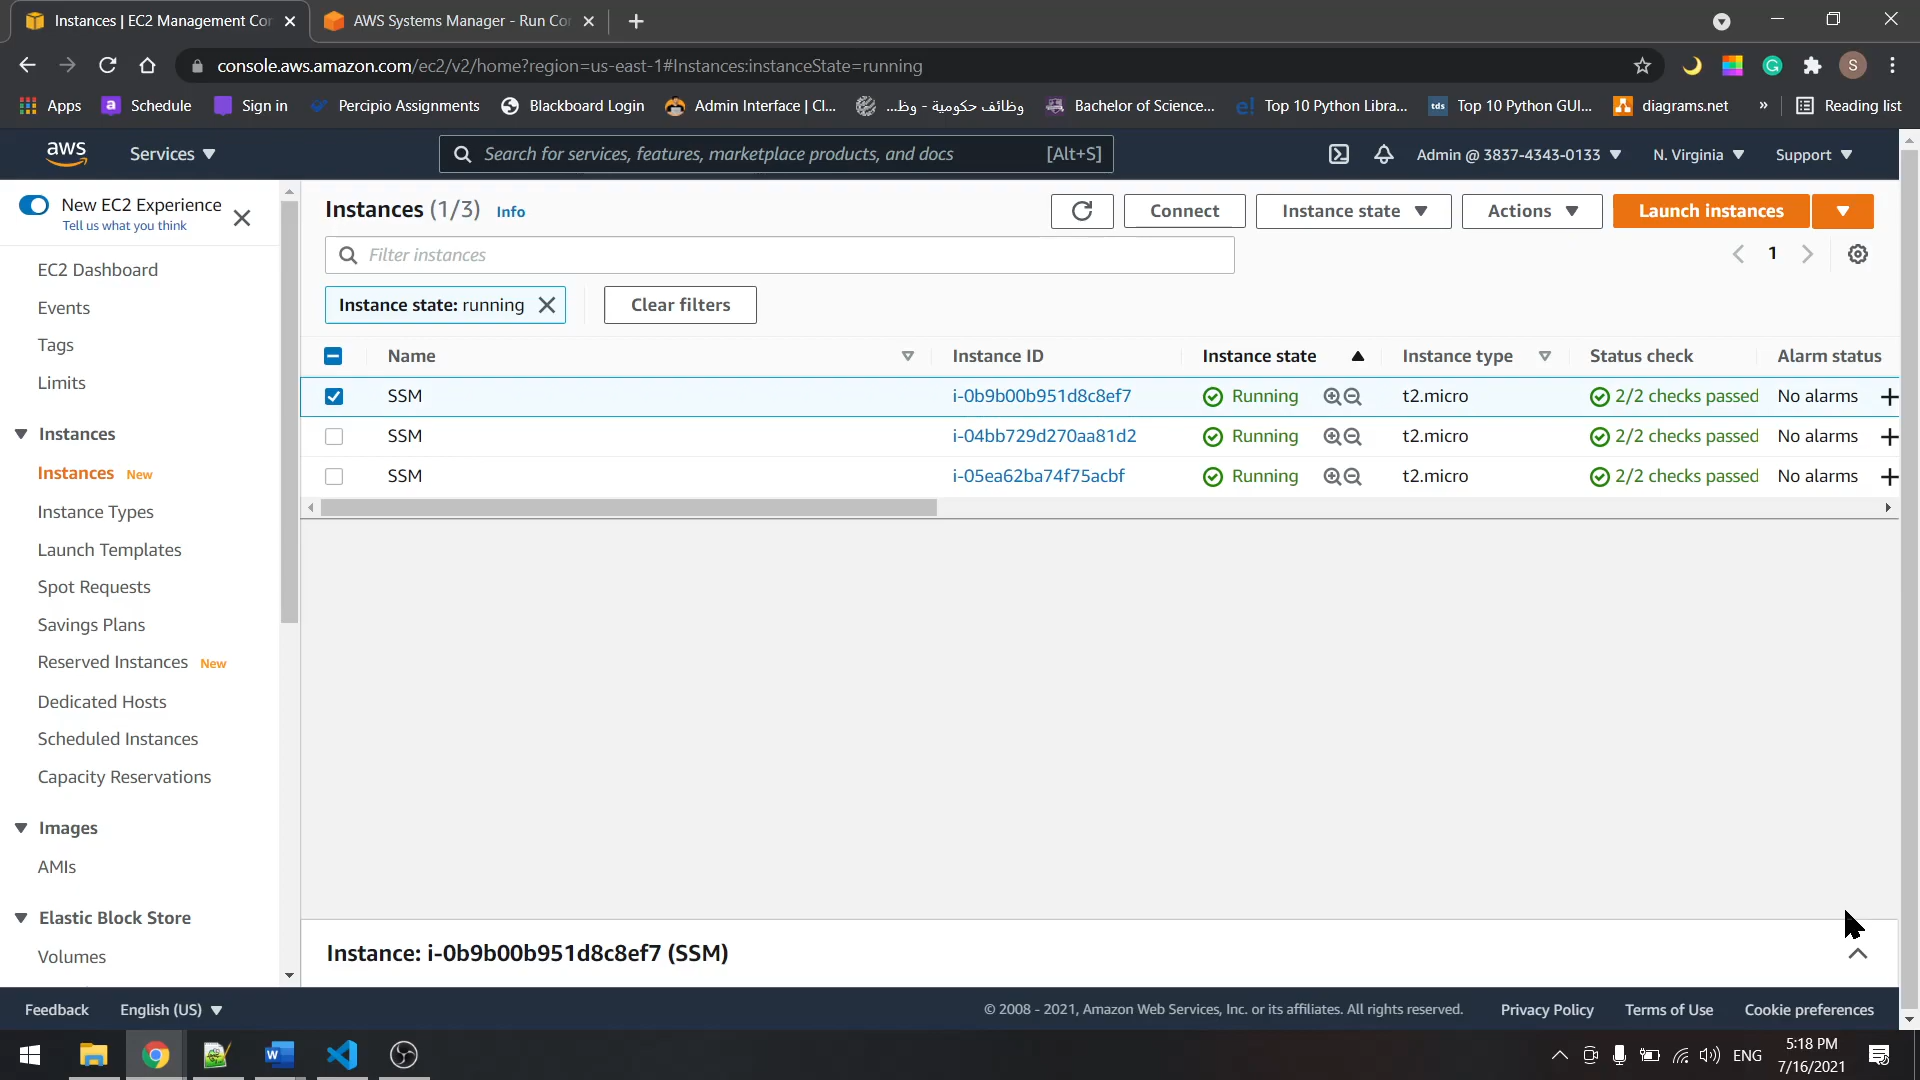 Instances | EC2 Management Con
AWS Systems Manager - Run Con
console.aws.amazon.com/ec2/v2/home?region=us-east-1#Instances:instanceState=running
S
Apps
a Schedule
Sign in
Percipio Assignments
Blackboard Login
Admin Interface | Cl...
وظائف حكومية - وظ...
Bachelor of Science...
e! Top 10 Python Libra...
tds Top 10 Python GUI...
diagrams.net
»
Reading list
aws
Services
Search for services, features, marketplace products, and docs [Alt+S]
Admin @ 3837-4343-0133
N. Virginia
Support
New EC2 Experience
Tell us what you think
EC2 Dashboard
Events
Tags
Limits
Instances
Instances New
Instance Types
Launch Templates
Spot Requests
Savings Plans
Reserved Instances New
Dedicated Hosts
Scheduled Instances
Capacity Reservations
Images
AMIs
Elastic Block Store
Volumes
Instances (1/3) Info
Connect
Instance state
Actions
Launch instances
Filter instances
1
Instance state: running
Clear filters
Name Instance ID Instance state Instance type Status check Alarm status
SSM i-0b9b00b951d8c8ef7 Running t2.micro 2/2 checks passed No alarms
SSM i-04bb729d270aa81d2 Running t2.micro 2/2 checks passed No alarms
SSM i-05ea62ba74f75acbf Running t2.micro 2/2 checks passed No alarms
Instance: i-0b9b00b951d8c8ef7 (SSM)
Feedback
English (US)
© 2008 - 2021, Amazon Web Services, Inc. or its affiliates. All rights reserved.
Privacy Policy
Terms of Use
Cookie preferences
ENG
5:18 PM
7/16/2021